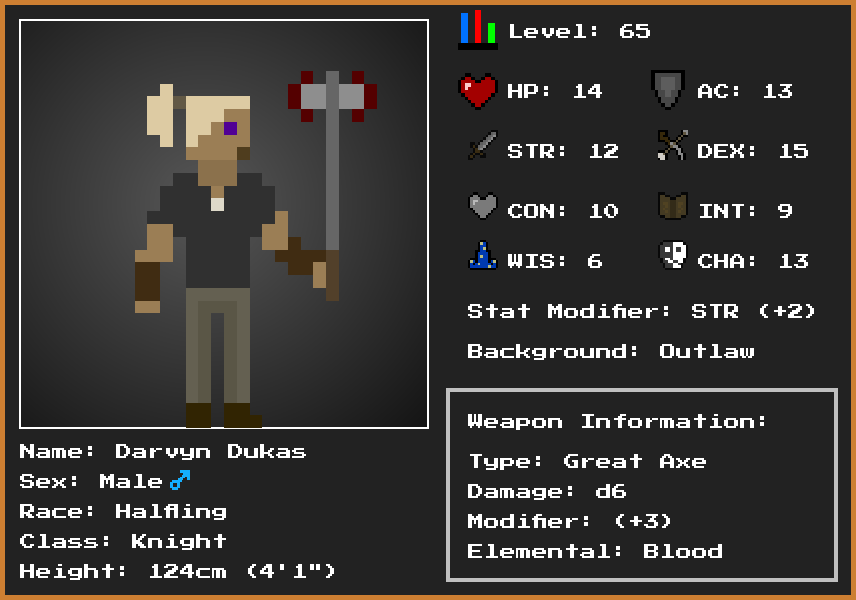 Level: 65
HP: 14 AC: 13
STR: 12 DEX: 15
CON: 10 INT: 9
WIS: 6 CHA: 13
Stat Modifier: STR (+2)
Background: Outlaw
Weapon Information:
Type: Great Axe
Damage: d6
Modifier: (+3)
Elemental: Blood
Name: Darvyn Dukas
Sex: Male ♂
Race: Halfling
Class: Knight
Height: 124cm (4'1")